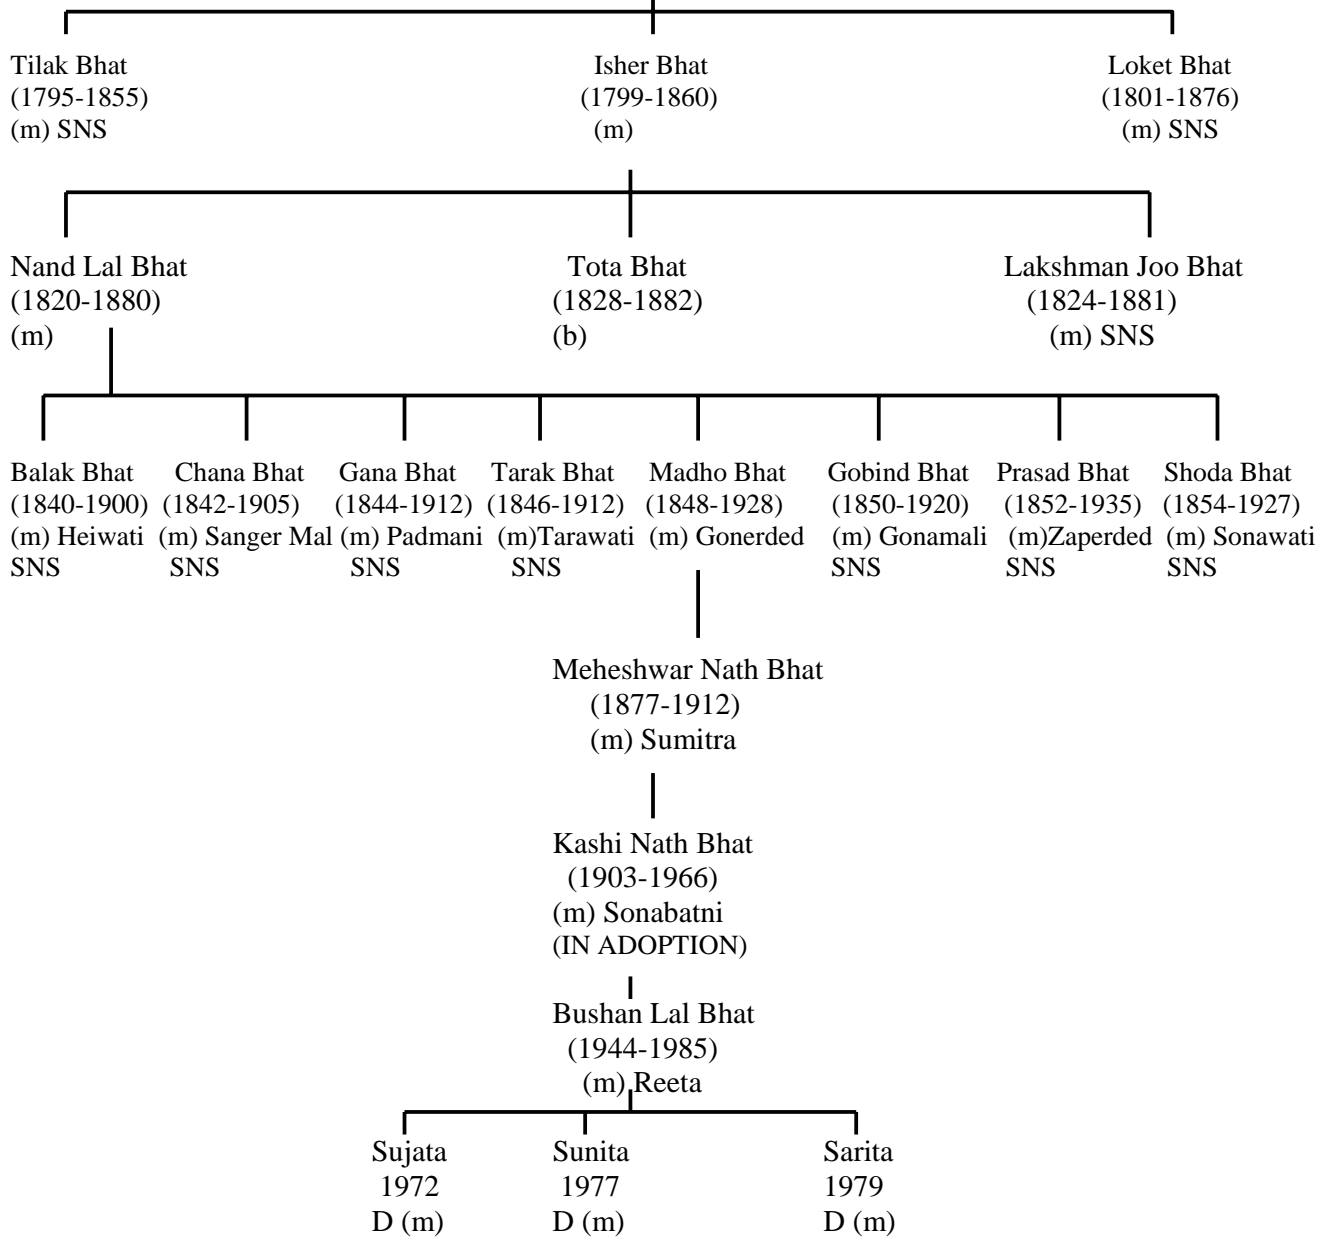 Tilak Bhat Isher Bhat Loket Bhat
(1795-1855) (1799-1860) (1801-1876)
(m) SNS (m) (m) SNS
Nand Lal Bhat Tota Bhat Lakshman Joo Bhat
(1820-1880) (1828-1882) (1824-1881)
(m) (b) (m) SNS
Balak Bhat Chana Bhat Gana Bhat Tarak Bhat Madho Bhat Gobind Bhat Prasad Bhat Shoda Bhat
(1840-1900) (1842-1905) (1844-1912) (1846-1912) (1848-1928) (1850-1920) (1852-1935) (1854-1927)
(m) Heiwati (m) Sanger Mal (m) Padmani (m)Tarawati (m) Gonerded (m) Gonamali (m)Zaperded (m) Sonawati
SNS SNS SNS SNS SNS SNS SNS
Meheshwar Nath Bhat
(1877-1912)
(m) Sumitra
Kashi Nath Bhat
(1903-1966)
(m) Sonabatni
(IN ADOPTION)
Bushan Lal Bhat
(1944-1985)
(m) Reeta
Sujata Sunita Sarita
1972 1977 1979
D (m) D (m) D (m)